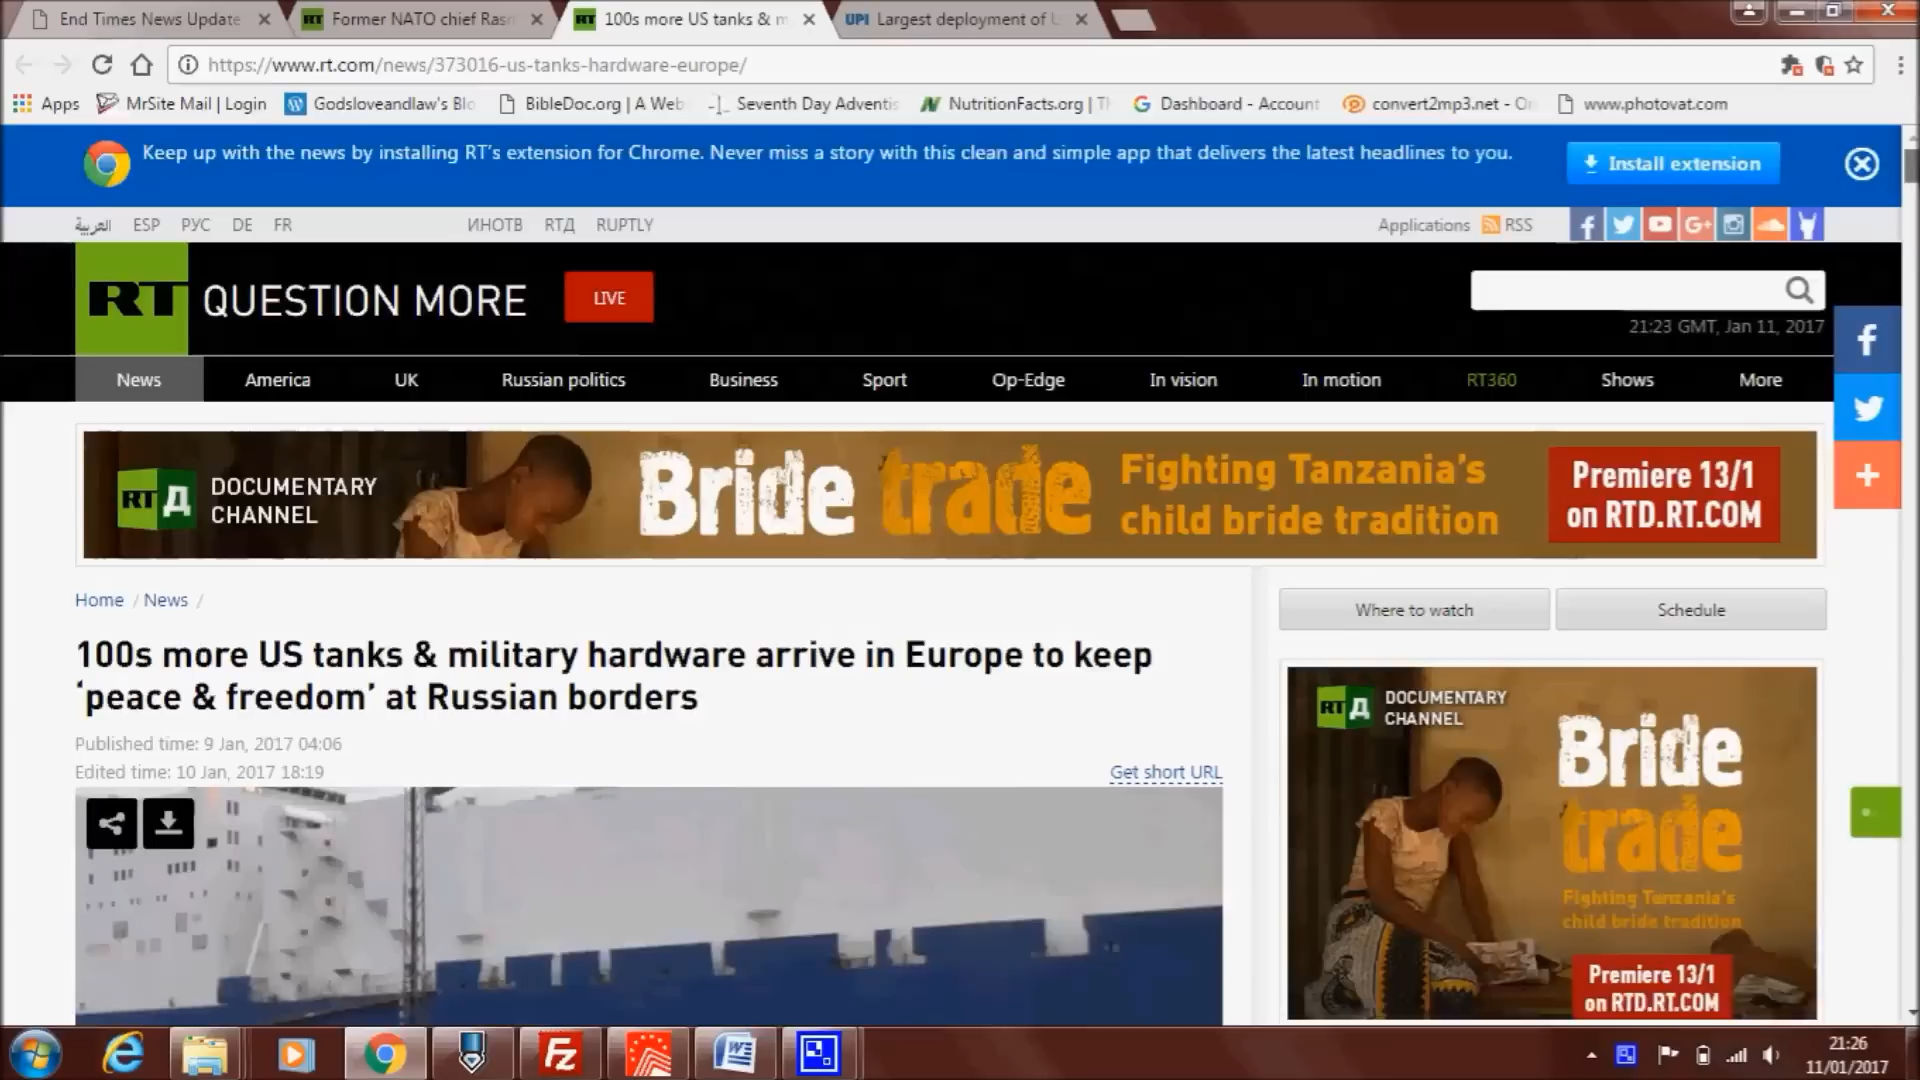 End Times News Update
Former NATO chief Ras
100s more US tanks & m
UPI Largest deployment of U
https://www.rt.com/news/373016-us-tanks-hardware-europe/
Apps
MrSite Mail | Login
Godsloveandlaw's Blo
BibleDoc.org | A Web
Seventh Day Adventis
NutritionFacts.org | Th
Dashboard - Account
convert2mp3.net - On
www.photovat.com
Keep up with the news by installing RT's extension for Chrome. Never miss a story with this clean and simple app that delivers the latest headlines to you.
Install extension
العربية ESP РУС DE FR ИНОТВ RTД RUPTLY
Applications RSS
RT QUESTION MORE LIVE
21:23 GMT, Jan 11, 2017
News America UK Russian politics Business Sport Op-Edge In vision In motion RT360 Shows More
RT Д DOCUMENTARY
CHANNEL
Bride trade
Fighting Tanzania's
child bride tradition
Premiere 13/1
on RTD.RT.COM
Home / News /
Where to watch
Schedule
100s more US tanks & military hardware arrive in Europe to keep
‘peace & freedom’ at Russian borders
Published time: 9 Jan, 2017 04:06
Edited time: 10 Jan, 2017 18:19
Get short URL
RT Д DOCUMENTARY
CHANNEL
Bride
trade
Fighting Tanzania's
child bride tradition
Premiere 13/1
on RTD.RT.COM
21:26
11/01/2017